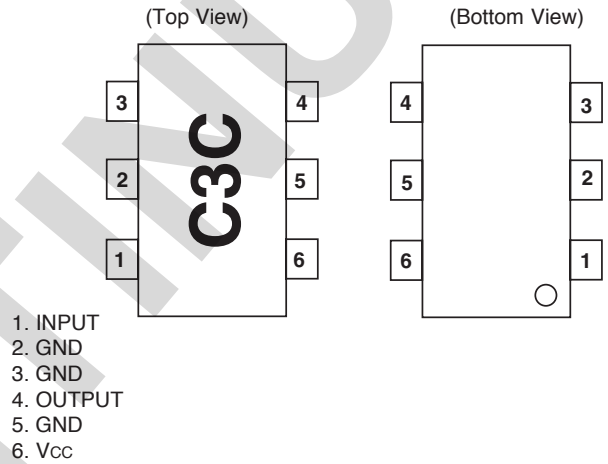 (Top View) (Bottom View)
3 4 4 3
C3C
2 5 5 2
1 6 6 1
1. INPUT
2. GND
3. GND
4. OUTPUT
5. GND
6. VCC